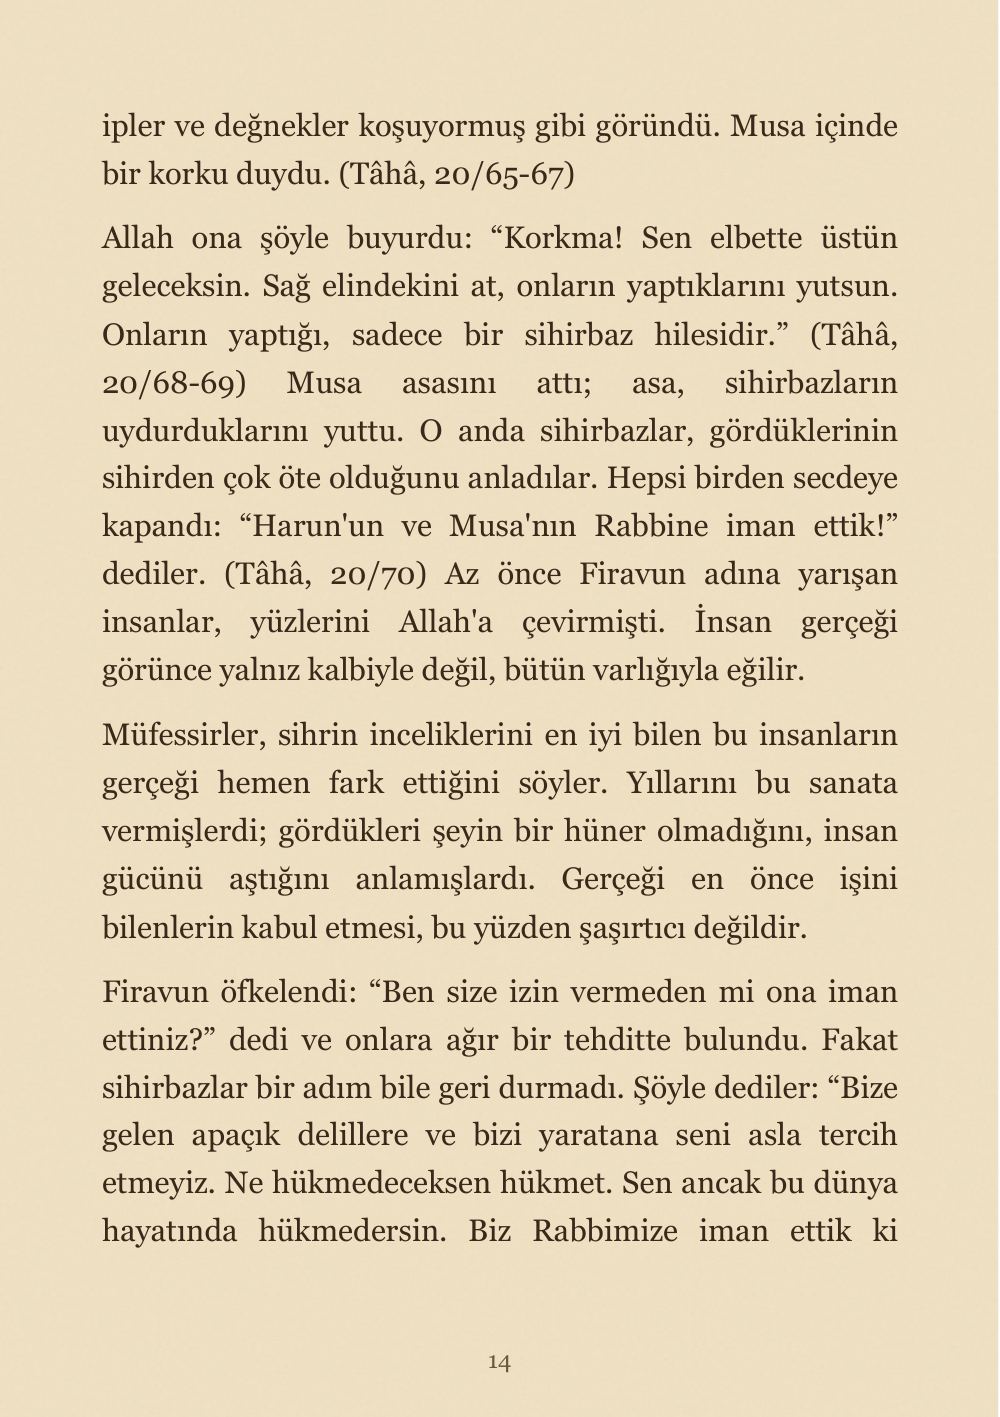 ipler ve değnekler koşuyormuş gibi göründü. Musa içinde
bir korku duydu. (Tâhâ, 20/65-67)
Allah ona şöyle buyurdu: “Korkma! Sen elbette üstün
geleceksin. Sağ elindekini at, onların yaptıklarını yutsun.
Onların yaptığı, sadece bir sihirbaz hilesidir.” (Tâhâ,
20/68-69) Musa asasını attı; asa, sihirbazların
uydurduklarını yuttu. O anda sihirbazlar, gördüklerinin
sihirden çok öte olduğunu anladılar. Hepsi birden secdeye
kapandı: “Harun'un ve Musa'nın Rabbine iman ettik!”
dediler. (Tâhâ, 20/70) Az önce Firavun adına yarışan
insanlar, yüzlerini Allah'a çevirmişti. İnsan gerçeği
görünce yalnız kalbiyle değil, bütün varlığıyla eğilir.
Müfessirler, sihrin inceliklerini en iyi bilen bu insanların
gerçeği hemen fark ettiğini söyler. Yıllarını bu sanata
vermişlerdi; gördükleri şeyin bir hüner olmadığını, insan
gücünü aştığını anlamışlardı. Gerçeği en önce işini
bilenlerin kabul etmesi, bu yüzden şaşırtıcı değildir.
Firavun öfkelendi: “Ben size izin vermeden mi ona iman
ettiniz?” dedi ve onlara ağır bir tehditte bulundu. Fakat
sihirbazlar bir adım bile geri durmadı. Şöyle dediler: “Bize
gelen apaçık delillere ve bizi yaratana seni asla tercih
etmeyiz. Ne hükmedeceksen hükmet. Sen ancak bu dünya
hayatında hükmedersin. Biz Rabbimize iman ettik ki
14